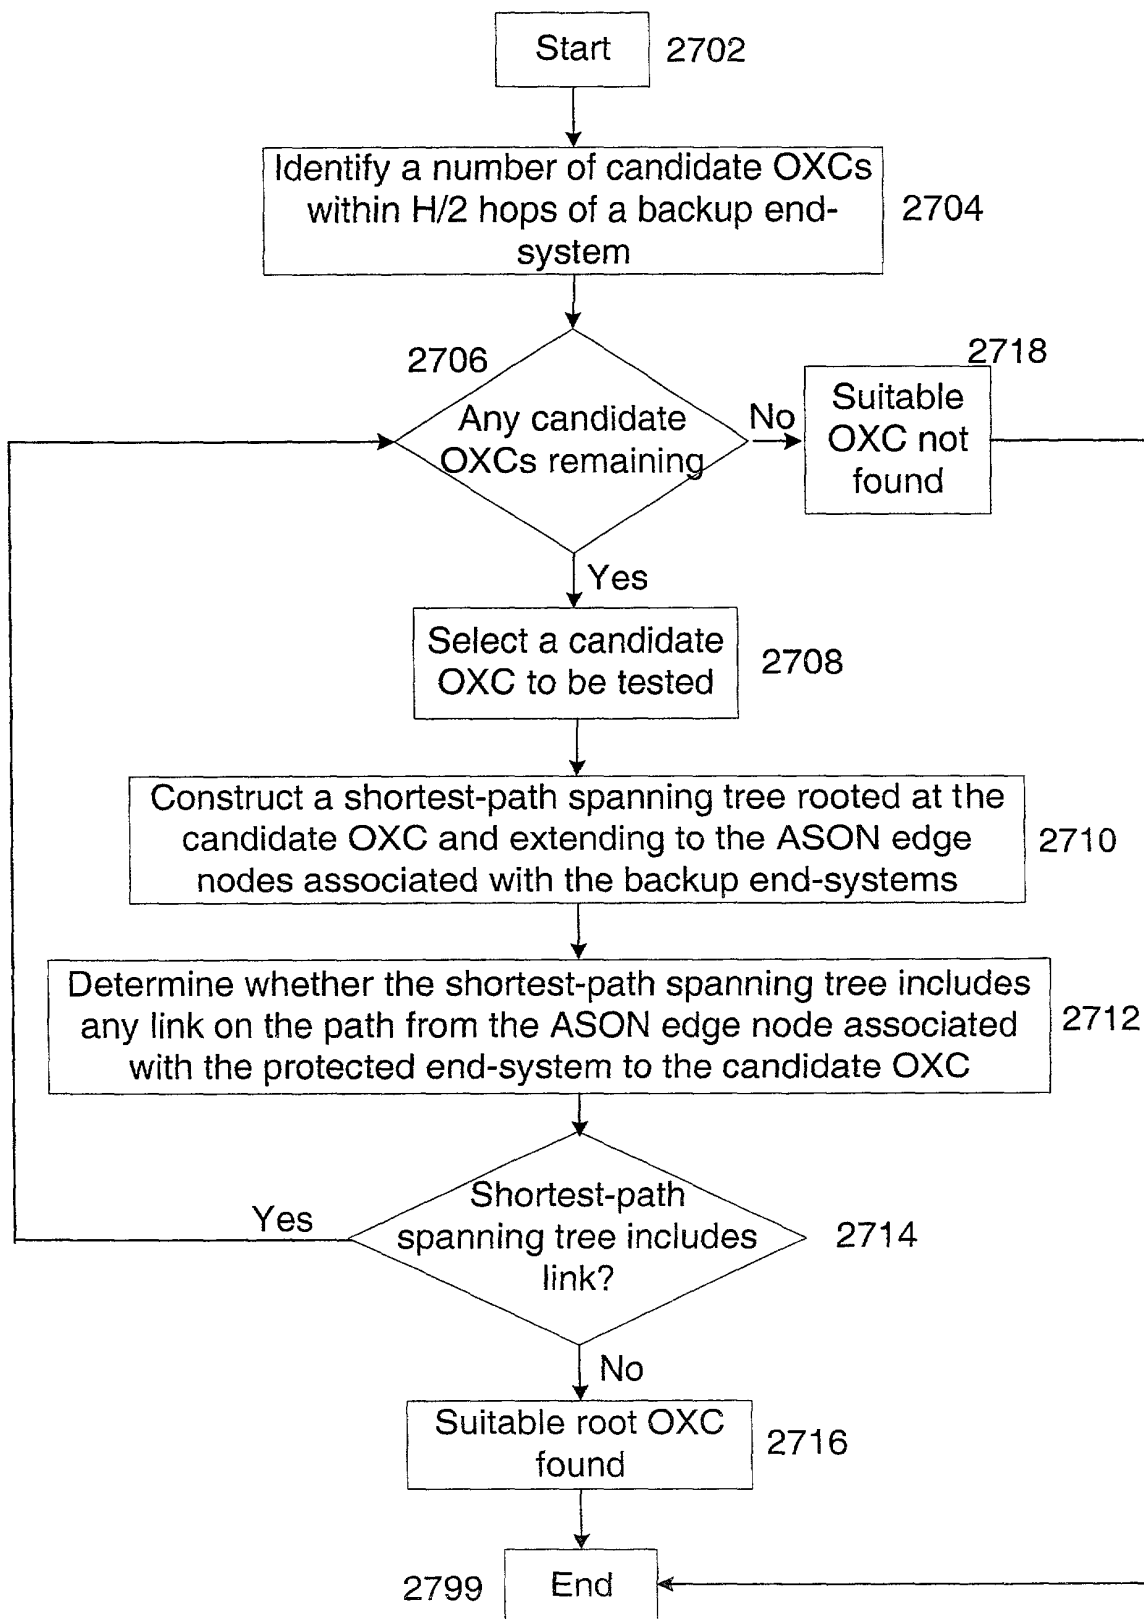 Start
2702
Identify a number of candidate OXCs
within H/2 hops of a backup end-
system
2704
2706
Any candidate
OXCs remaining
No
2718
Suitable
OXC not
found
Yes
Select a candidate
OXC to be tested
2708
Construct a shortest-path spanning tree rooted at the
candidate OXC and extending to the ASON edge
nodes associated with the backup end-systems
2710
Determine whether the shortest-path spanning tree includes
any link on the path from the ASON edge node associated
with the protected end-system to the candidate OXC
2712
Shortest-path
spanning tree includes
link?
2714
Yes
No
Suitable root OXC
found
2716
2799
End